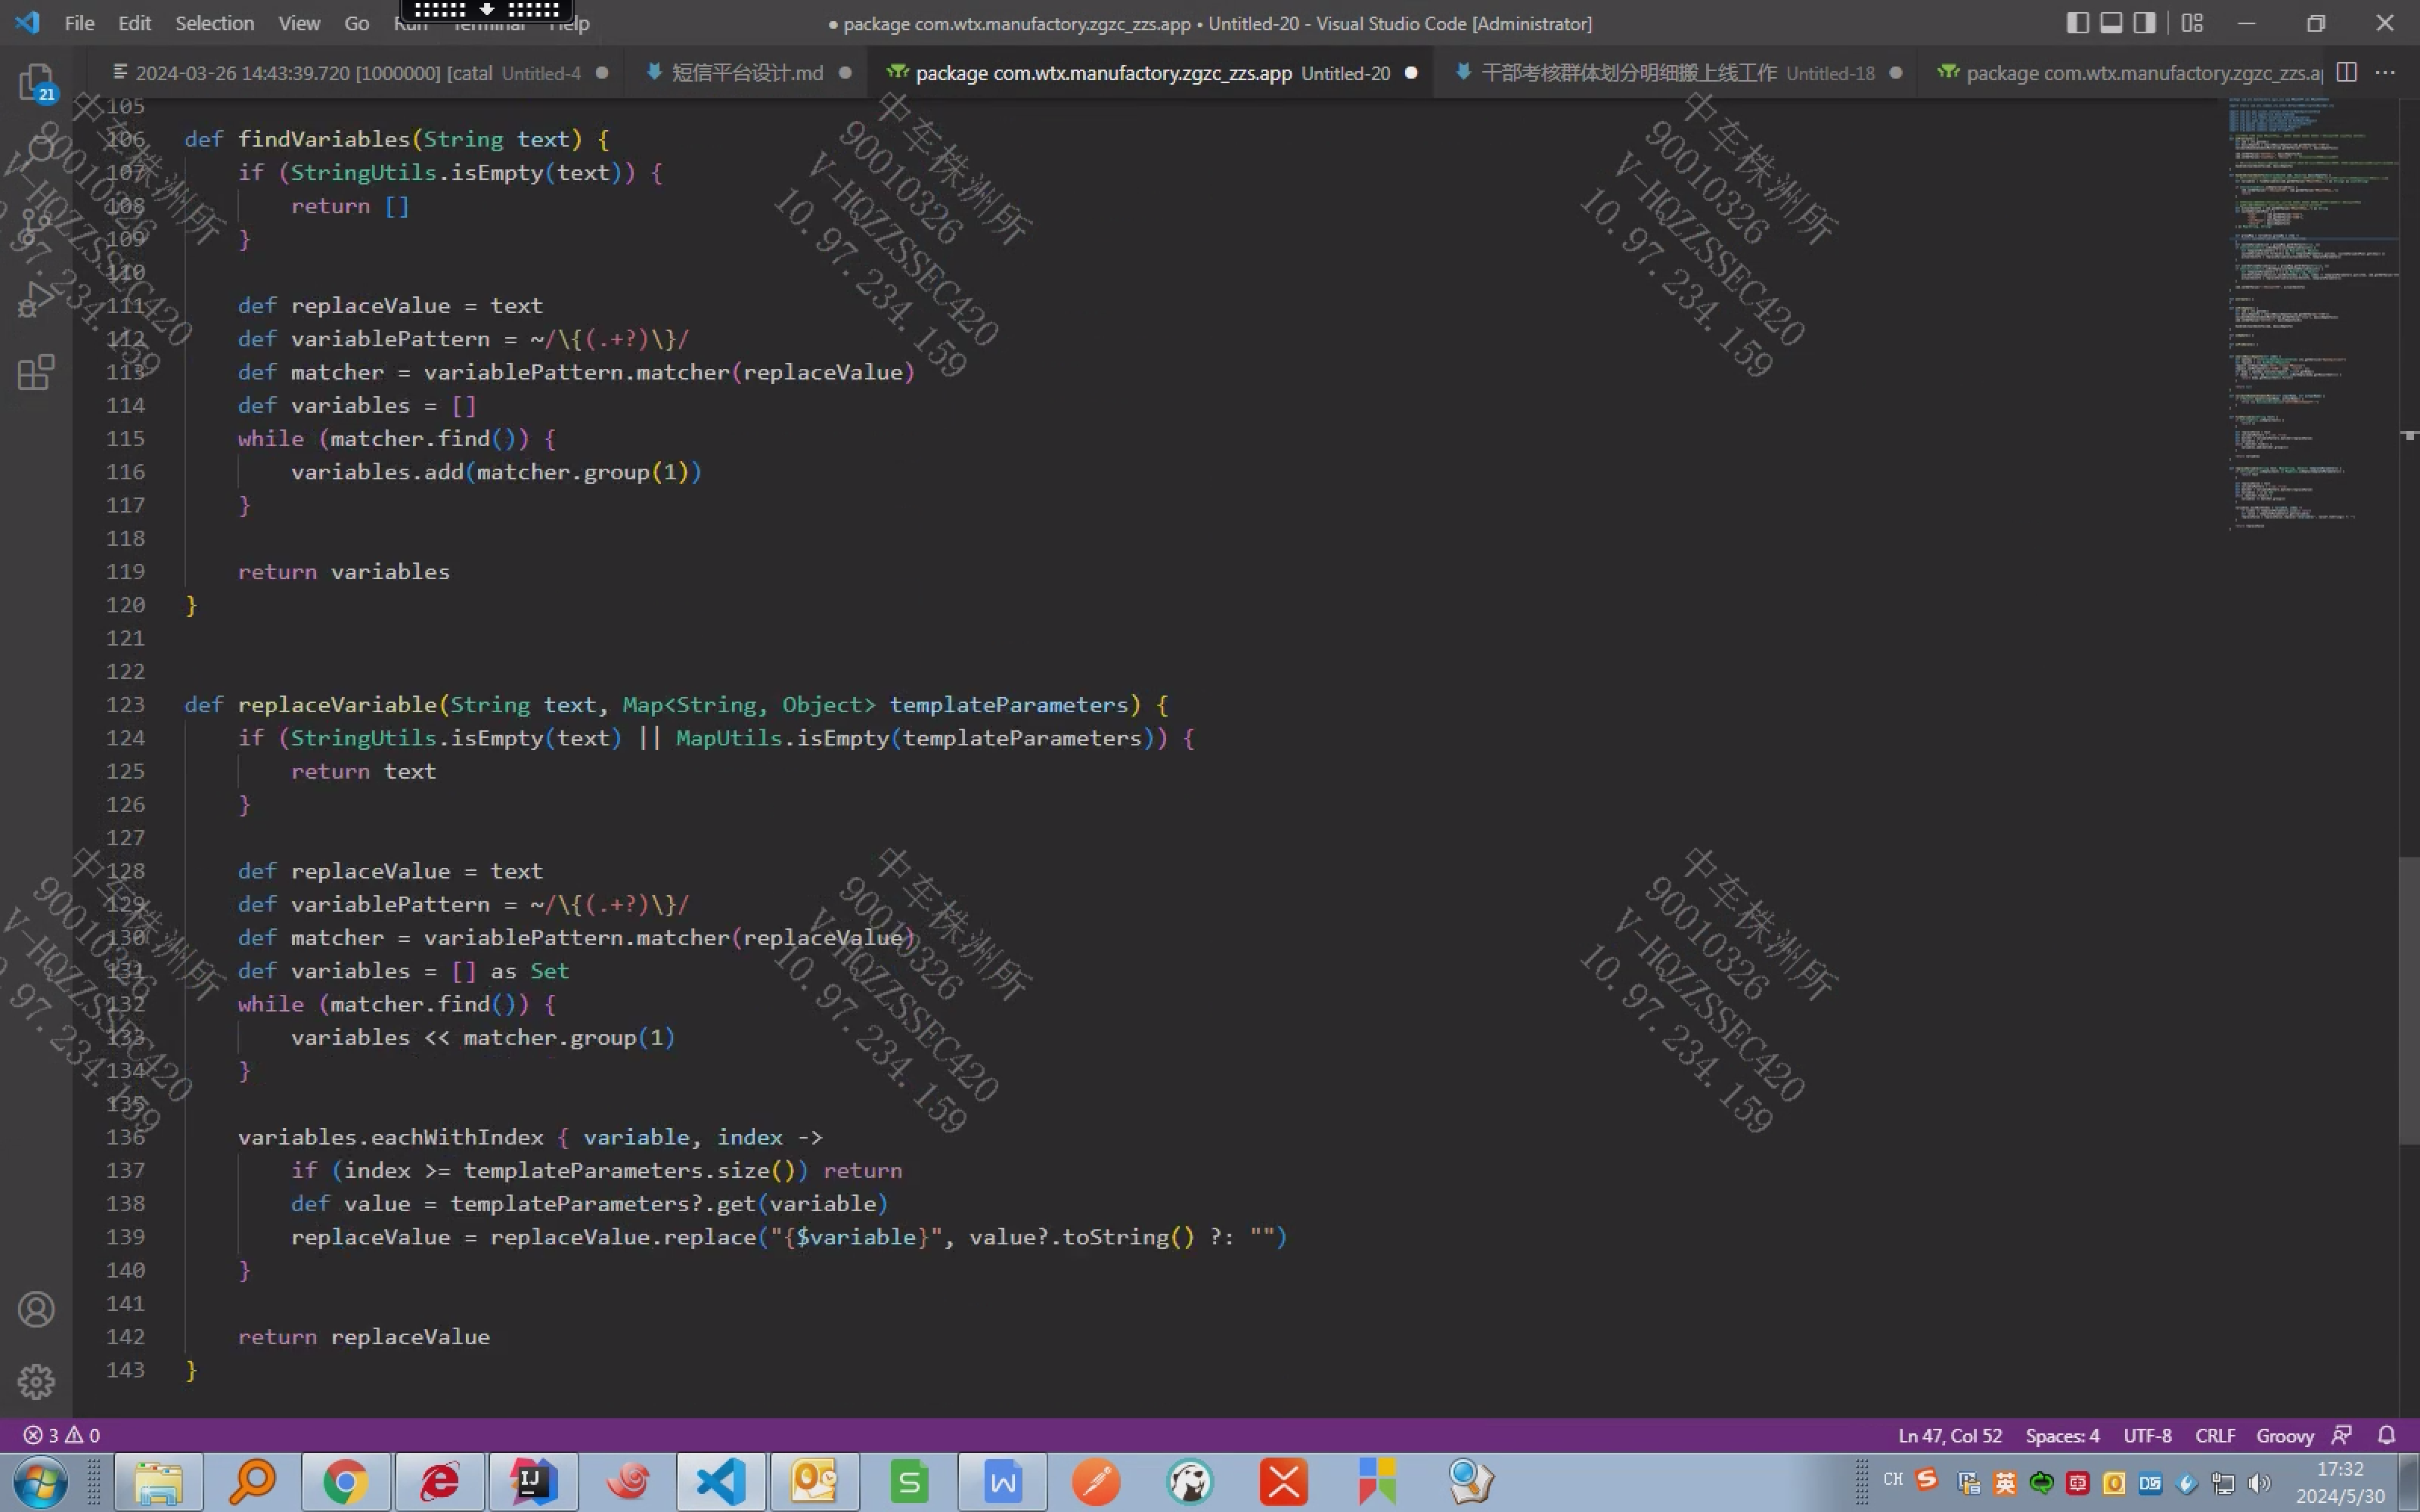 File Edit Selection View Go Run Terminal Help
● package com.wtx.manufactory.zgzc_zzs.app • Untitled-20 - Visual Studio Code [Administrator]
2024-03-26 14:43:39.720 [1000000] [catal Untitled-4
短信平台设计.md
package com.wtx.manufactory.zgzc_zzs.app Untitled-20
干部考核群体划分明细搬上线工作 Untitled-18
package com.wtx.manufactory.zgzc_zzs.a
21
105
106 def findVariables(String text) {
107 if (StringUtils.isEmpty(text)) {
108 return []
109 }
110
111 def replaceValue = text
112 def variablePattern = ~/\{(.+?)\}/
113 def matcher = variablePattern.matcher(replaceValue)
114 def variables = []
115 while (matcher.find()) {
116 variables.add(matcher.group(1))
117 }
118
119 return variables
120 }
121
122
123 def replaceVariable(String text, Map<String, Object> templateParameters) {
124 if (StringUtils.isEmpty(text) || MapUtils.isEmpty(templateParameters)) {
125 return text
126 }
127
128 def replaceValue = text
129 def variablePattern = ~/\{(.+?)\}/
130 def matcher = variablePattern.matcher(replaceValue)
131 def variables = [] as Set
132 while (matcher.find()) {
133 variables << matcher.group(1)
134 }
135
136 variables.eachWithIndex { variable, index ->
137 if (index >= templateParameters.size()) return
138 def value = templateParameters?.get(variable)
139 replaceValue = replaceValue.replace("{$variable}", value?.toString() ?: "")
140 }
141
142 return replaceValue
143 }
中车株洲所
90010326
V-HQZZSSEC420
10.97.234.159
中车株洲所
90010326
V-HQZZSSEC420
10.97.234.159
中车株洲所
90010326
V-HQZZSSEC420
10.97.234.159
中车株洲所
90010326
V-HQZZSSEC420
10.97.234.159
中车株洲所
90010326
V-HQZZSSEC420
10.97.234.159
中车株洲所
90010326
V-HQZZSSEC420
10.97.234.159
3 0
Ln 47, Col 52 Spaces: 4 UTF-8 CRLF Groovy
CH 英
17:32
2024/5/30